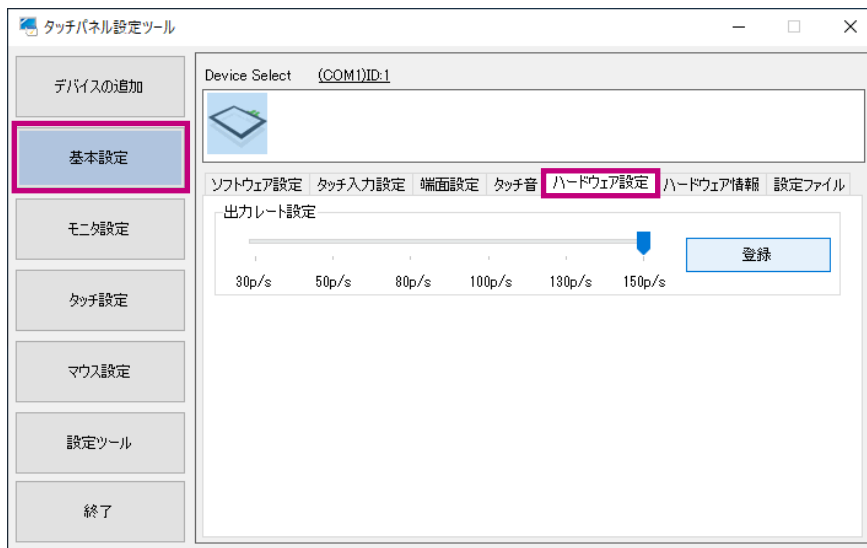 タッチパネル設定ツール
デバイスの追加
基本設定
モニタ設定
タッチ設定
マウス設定
設定ツール
終了
Device Select (COM1)ID:1
ソフトウェア設定 タッチ入力設定 端面設定 タッチ音 ハードウェア設定 ハードウェア情報 設定ファイル
出力レート設定
30p/s 50p/s 80p/s 100p/s 130p/s 150p/s
登録